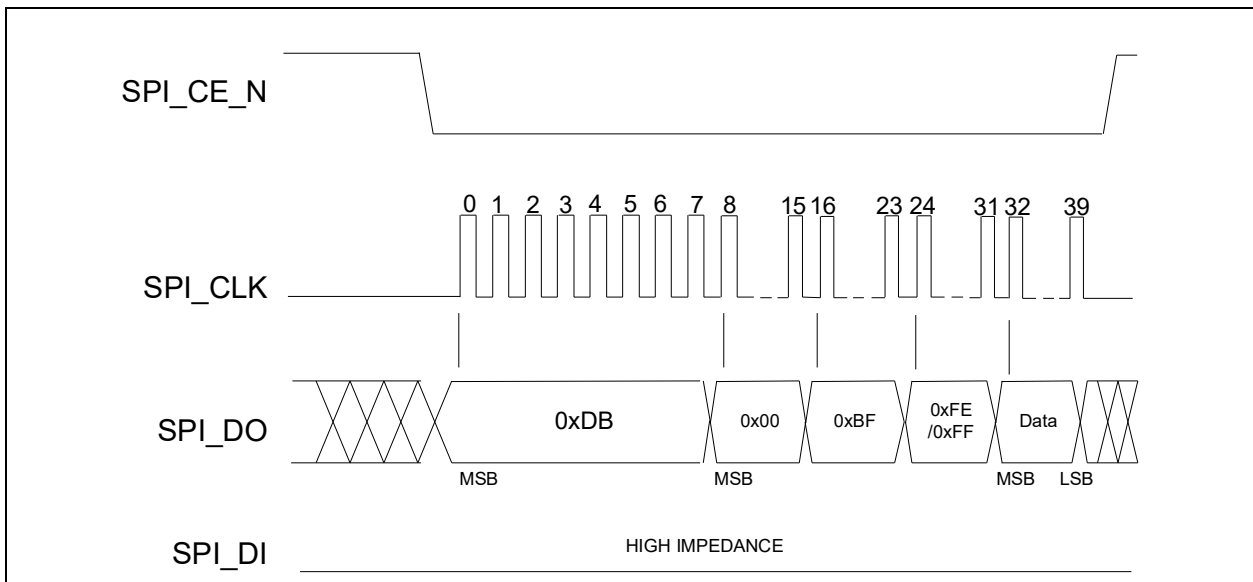 SPI_CE_N
0 1 2 3 4 5 6 7 8 15 16 23 24 31 32 39
SPI_CLK
SPI_DO
0xDB
0x00
0xBF
0xFE
/0xFF
Data
MSB MSB MSB LSB
SPI_DI
HIGH IMPEDANCE